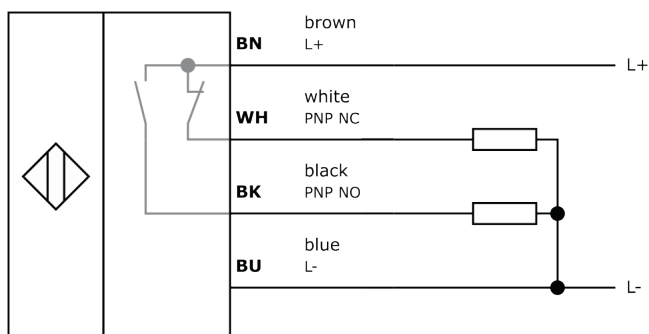 brown
BN L+
L+
white
WH PNP NC
black
BK PNP NO
blue
BU L-
L-